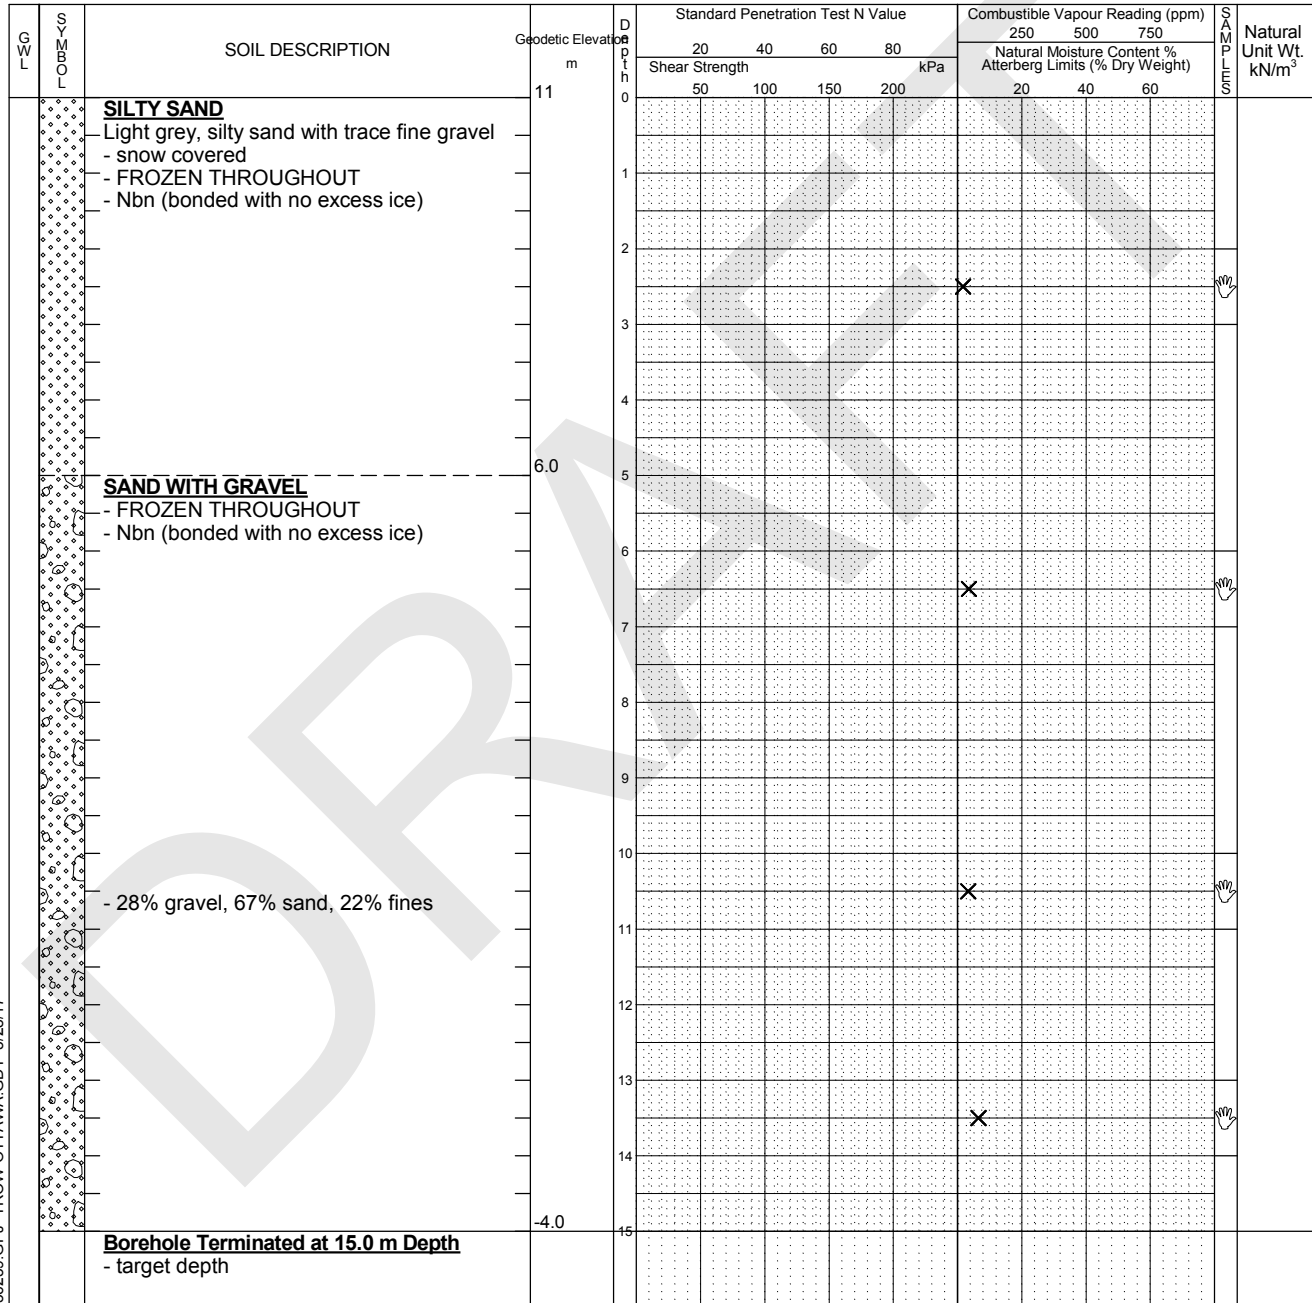 GWL
SYMBOL
SOIL DESCRIPTION
Geodetic Elevation
m
Depth
Standard Penetration Test N Value
20 40 60 80
Shear Strength kPa
50 100 150 200
Combustible Vapour Reading (ppm)
250 500 750
Natural Moisture Content %
Atterberg Limits (% Dry Weight)
20 40 60
SAMPLES
Natural
Unit Wt.
kN/m³
11
0
SILTY SAND
Light grey, silty sand with trace fine gravel
- snow covered
- FROZEN THROUGHOUT
- Nbn (bonded with no excess ice)
1
2
3
4
6.0
5
SAND WITH GRAVEL
- FROZEN THROUGHOUT
- Nbn (bonded with no excess ice)
6
7
8
9
10
- 28% gravel, 67% sand, 22% fines
11
12
13
14
-4.0
15
Borehole Terminated at 15.0 m Depth
- target depth
DRAFT